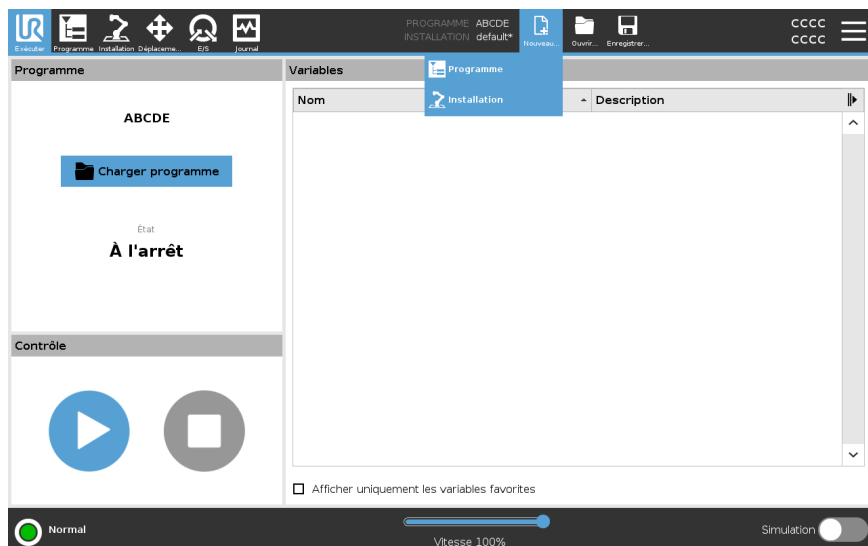 UR
Exécuter
Programme
Installation
Déplaceme...
E/S
Journal
PROGRAMME ABCDE
INSTALLATION default*
Nouveau...
Ouvrir...
Enregistrer...
CCCC
CCCC
Programme
Installation
Programme
ABCDE
Charger programme
État
À l'arrêt
Contrôle
Variables
Nom
Description
Afficher uniquement les variables favorites
Normal
Vitesse 100%
Simulation